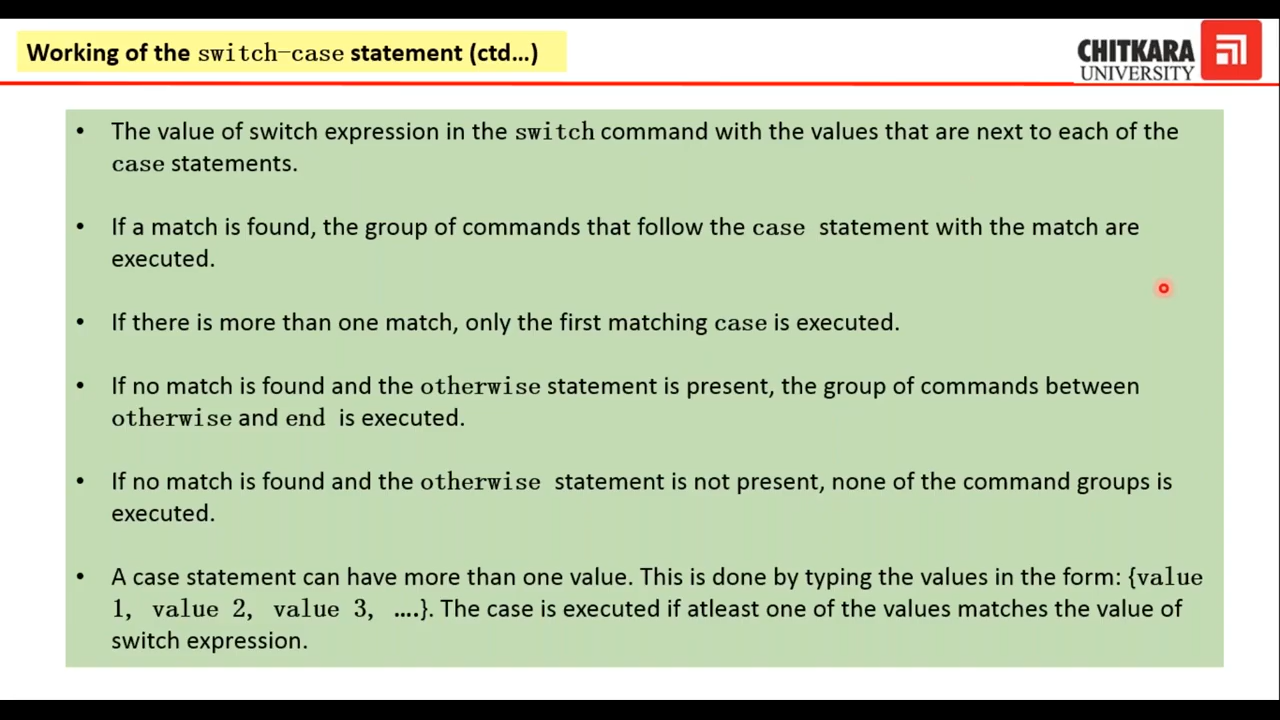 Working of the switch-case statement (ctd...)
CHITKARA
UNIVERSITY
• The value of switch expression in the switch command with the values that are next to each of the
case statements.
• If a match is found, the group of commands that follow the case statement with the match are
executed.
• If there is more than one match, only the first matching case is executed.
• If no match is found and the otherwise statement is present, the group of commands between
otherwise and end is executed.
• If no match is found and the otherwise statement is not present, none of the command groups is
executed.
• A case statement can have more than one value. This is done by typing the values in the form: {value
1, value 2, value 3, ....}. The case is executed if atleast one of the values matches the value of
switch expression.